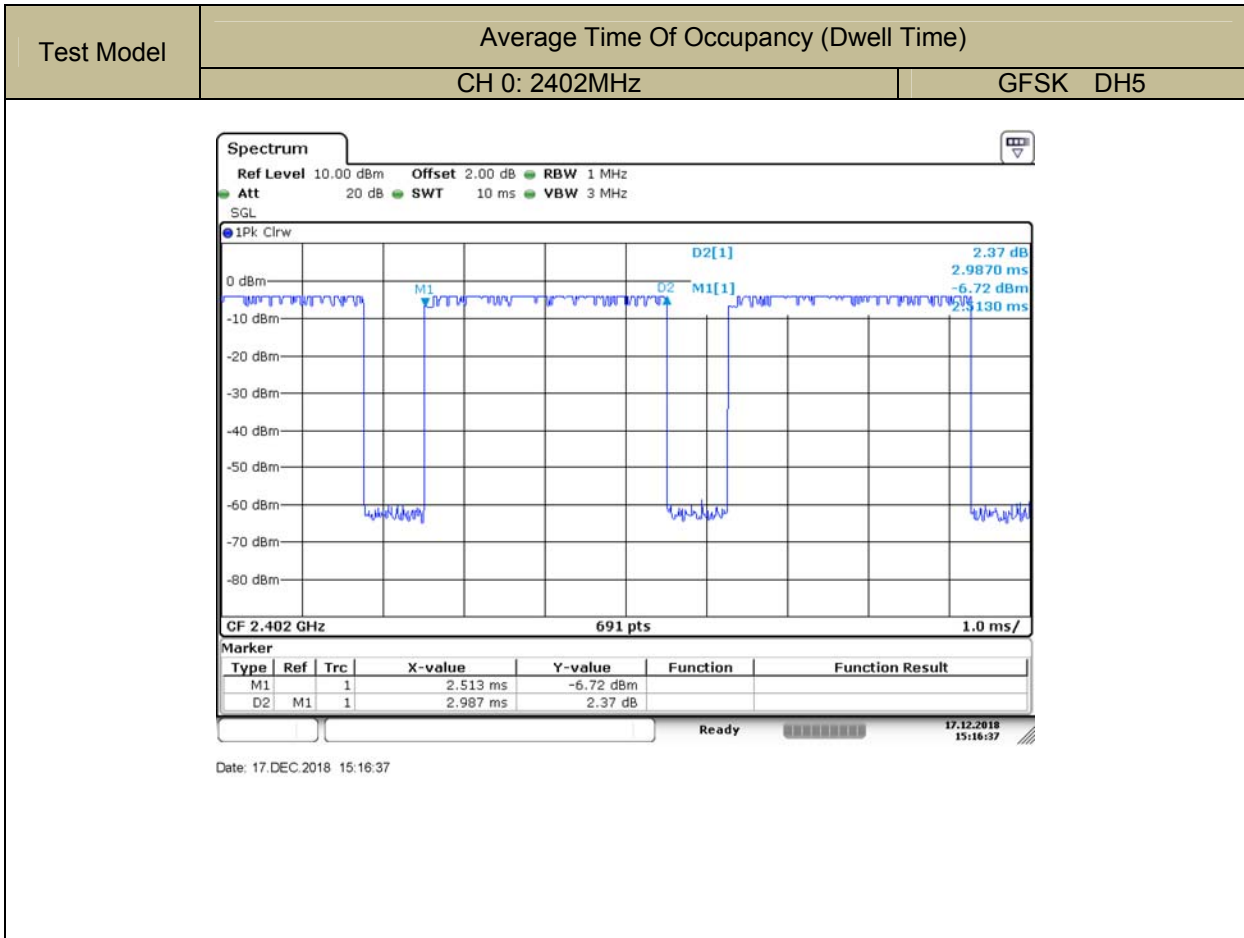 Test Model
Average Time Of Occupancy (Dwell Time)
CH 0: 2402MHz
GFSK DH5
Spectrum
Ref Level 10.00 dBm Offset 2.00 dB RBW 1 MHz
Att 20 dB SWT 10 ms VBW 3 MHz
SGL
1Pk Clrw
D2[1] 2.37 dB
2.9870 ms
M1[1] -6.72 dBm
2.5130 ms
M1
D2
0 dBm
-10 dBm
-20 dBm
-30 dBm
-40 dBm
-50 dBm
-60 dBm
-70 dBm
-80 dBm
CF 2.402 GHz 691 pts 1.0 ms/
Marker
Type Ref Trc X-value Y-value Function Function Result
M1 1 2.513 ms -6.72 dBm
D2 M1 1 2.987 ms 2.37 dB
Ready 17.12.2018
15:16:37
Date: 17.DEC.2018 15:16:37